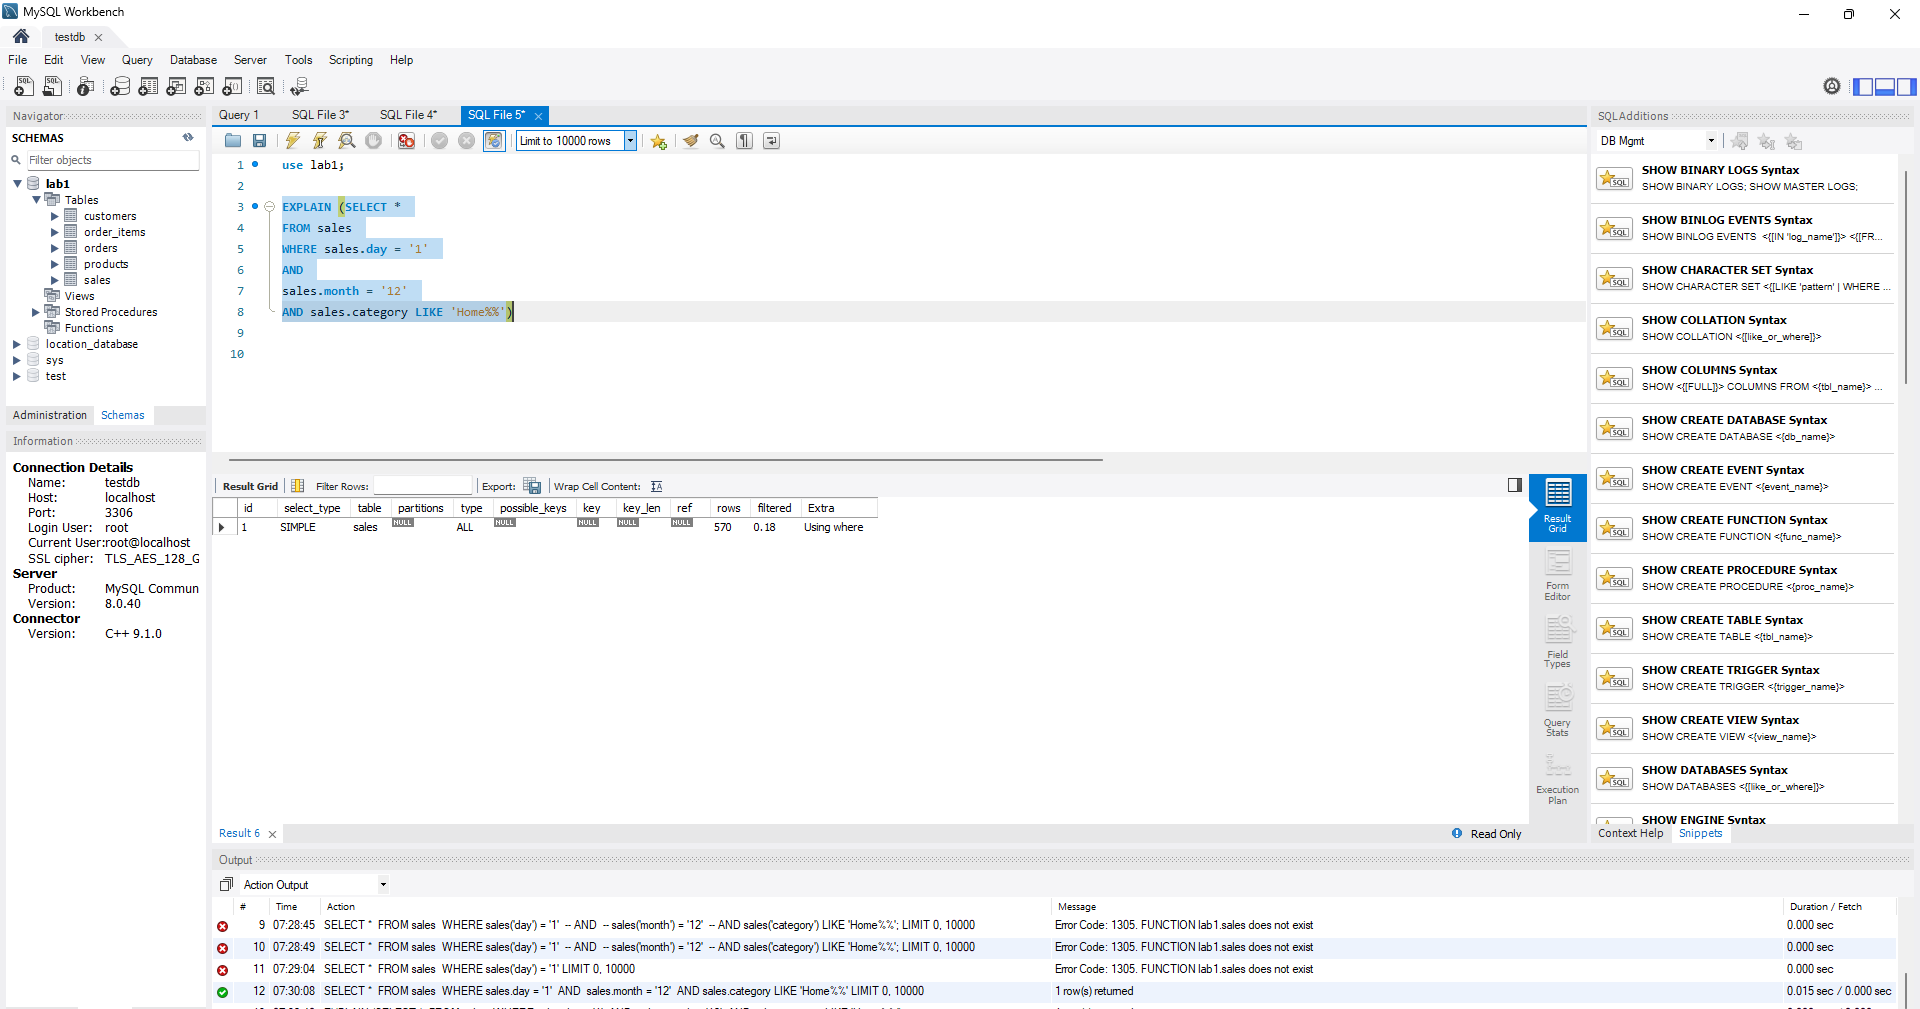 MySQL Workbench
testdb
File Edit View Query Database Server Tools Scripting Help
Navigator
SCHEMAS
Filter objects
lab1
Tables
customers
order_items
orders
products
sales
Views
Stored Procedures
Functions
location_database
sys
test
Administration Schemas
Information
Connection Details
Name: testdb
Host: localhost
Port: 3306
Login User: root
Current User:root@localhost
SSL cipher: TLS_AES_128_G
Server
Product: MySQL Commun
Version: 8.0.40
Connector
Version: C++ 9.1.0
Query 1 SQL File 3* SQL File 4* SQL File 5*
Limit to 10000 rows
1 use lab1;
2
3 EXPLAIN (SELECT *
4 FROM sales
5 WHERE sales.day = '1'
6 AND
7 sales.month = '12'
8 AND sales.category LIKE 'Home%%')
9
10
Result Grid Filter Rows: Export: Wrap Cell Content:
id select_type table partitions type possible_keys key key_len ref rows filtered Extra
1 SIMPLE sales NULL ALL NULL NULL NULL NULL 570 0.18 Using where
Result Grid
Form Editor
Field Types
Query Stats
Execution Plan
Result 6
Read Only
Output
Action Output
# Time Action Message Duration / Fetch
9 07:28:45 SELECT * FROM sales WHERE sales('day') = '1' -- AND -- sales('month') = '12' -- AND sales('category') LIKE 'Home%%'; LIMIT 0, 10000 Error Code: 1305. FUNCTION lab1.sales does not exist 0.000 sec
10 07:28:49 SELECT * FROM sales WHERE sales('day') = '1' -- AND -- sales('month') = '12' -- AND sales('category') LIKE 'Home%%'; LIMIT 0, 10000 Error Code: 1305. FUNCTION lab1.sales does not exist 0.000 sec
11 07:29:04 SELECT * FROM sales WHERE sales('day') = '1' LIMIT 0, 10000 Error Code: 1305. FUNCTION lab1.sales does not exist 0.000 sec
12 07:30:08 SELECT * FROM sales WHERE sales.day = '1' AND sales.month = '12' AND sales.category LIKE 'Home%%' LIMIT 0, 10000 1 row(s) returned 0.015 sec / 0.000 sec
SQLAdditions
DB Mgmt
SHOW BINARY LOGS Syntax
SHOW BINARY LOGS; SHOW MASTER LOGS;
SHOW BINLOG EVENTS Syntax
SHOW BINLOG EVENTS <{[IN 'log_name']}> <{[FR...
SHOW CHARACTER SET Syntax
SHOW CHARACTER SET <{[LIKE 'pattern' | WHERE ...
SHOW COLLATION Syntax
SHOW COLLATION <{[like_or_where]}>
SHOW COLUMNS Syntax
SHOW <{[FULL]}> COLUMNS FROM <{tbl_name}> ...
SHOW CREATE DATABASE Syntax
SHOW CREATE DATABASE <{db_name}>
SHOW CREATE EVENT Syntax
SHOW CREATE EVENT <{event_name}>
SHOW CREATE FUNCTION Syntax
SHOW CREATE FUNCTION <{func_name}>
SHOW CREATE PROCEDURE Syntax
SHOW CREATE PROCEDURE <{proc_name}>
SHOW CREATE TABLE Syntax
SHOW CREATE TABLE <{tbl_name}>
SHOW CREATE TRIGGER Syntax
SHOW CREATE TRIGGER <{trigger_name}>
SHOW CREATE VIEW Syntax
SHOW CREATE VIEW <{view_name}>
SHOW DATABASES Syntax
SHOW DATABASES <{[like_or_where]}>
SHOW ENGINE Syntax
Context Help Snippets